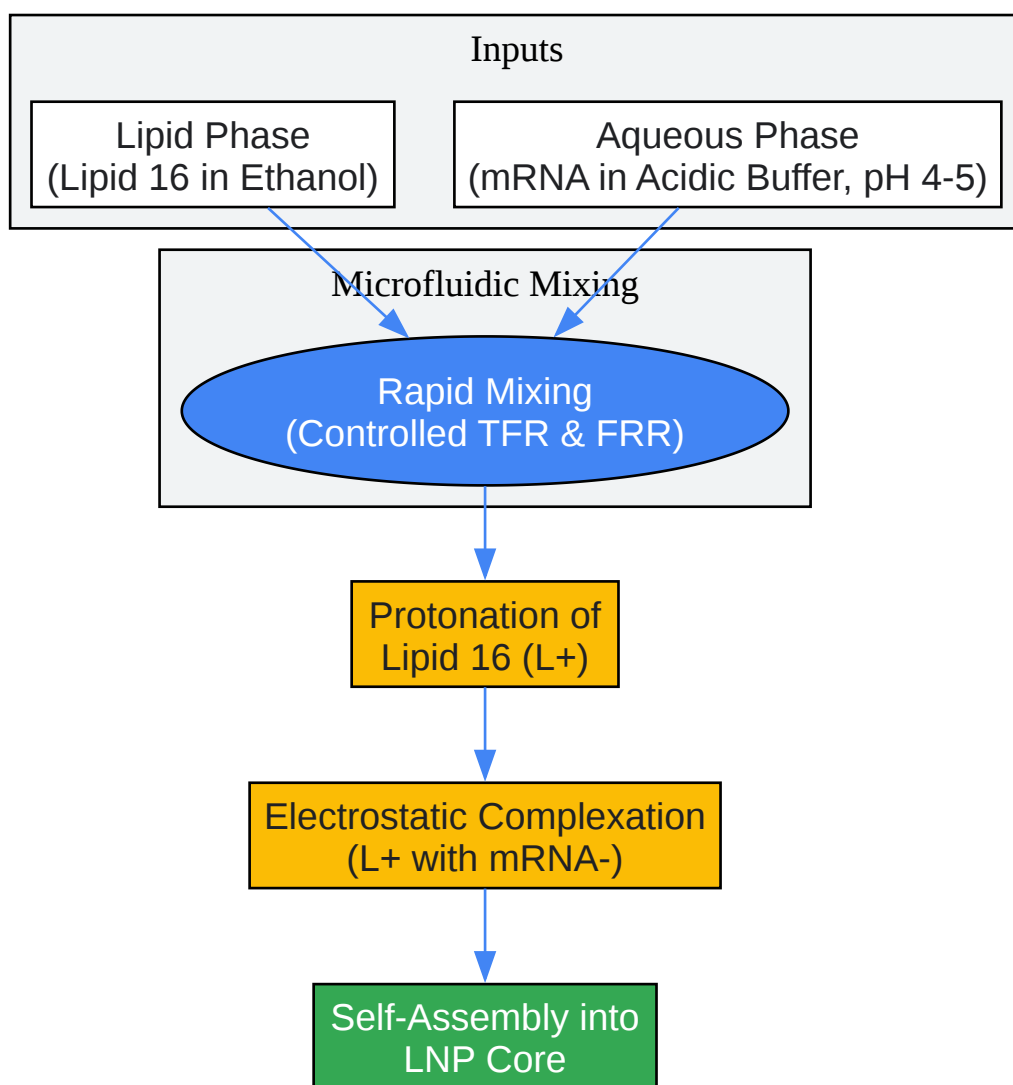 Inputs
Lipid Phase
(Lipid 16 in Ethanol)
Aqueous Phase
(mRNA in Acidic Buffer, pH 4-5)
Microfluidic Mixing
Rapid Mixing
(Controlled TFR & FRR)
Protonation of
Lipid 16 (L+)
Electrostatic Complexation
(L+ with mRNA-)
Self-Assembly into
LNP Core